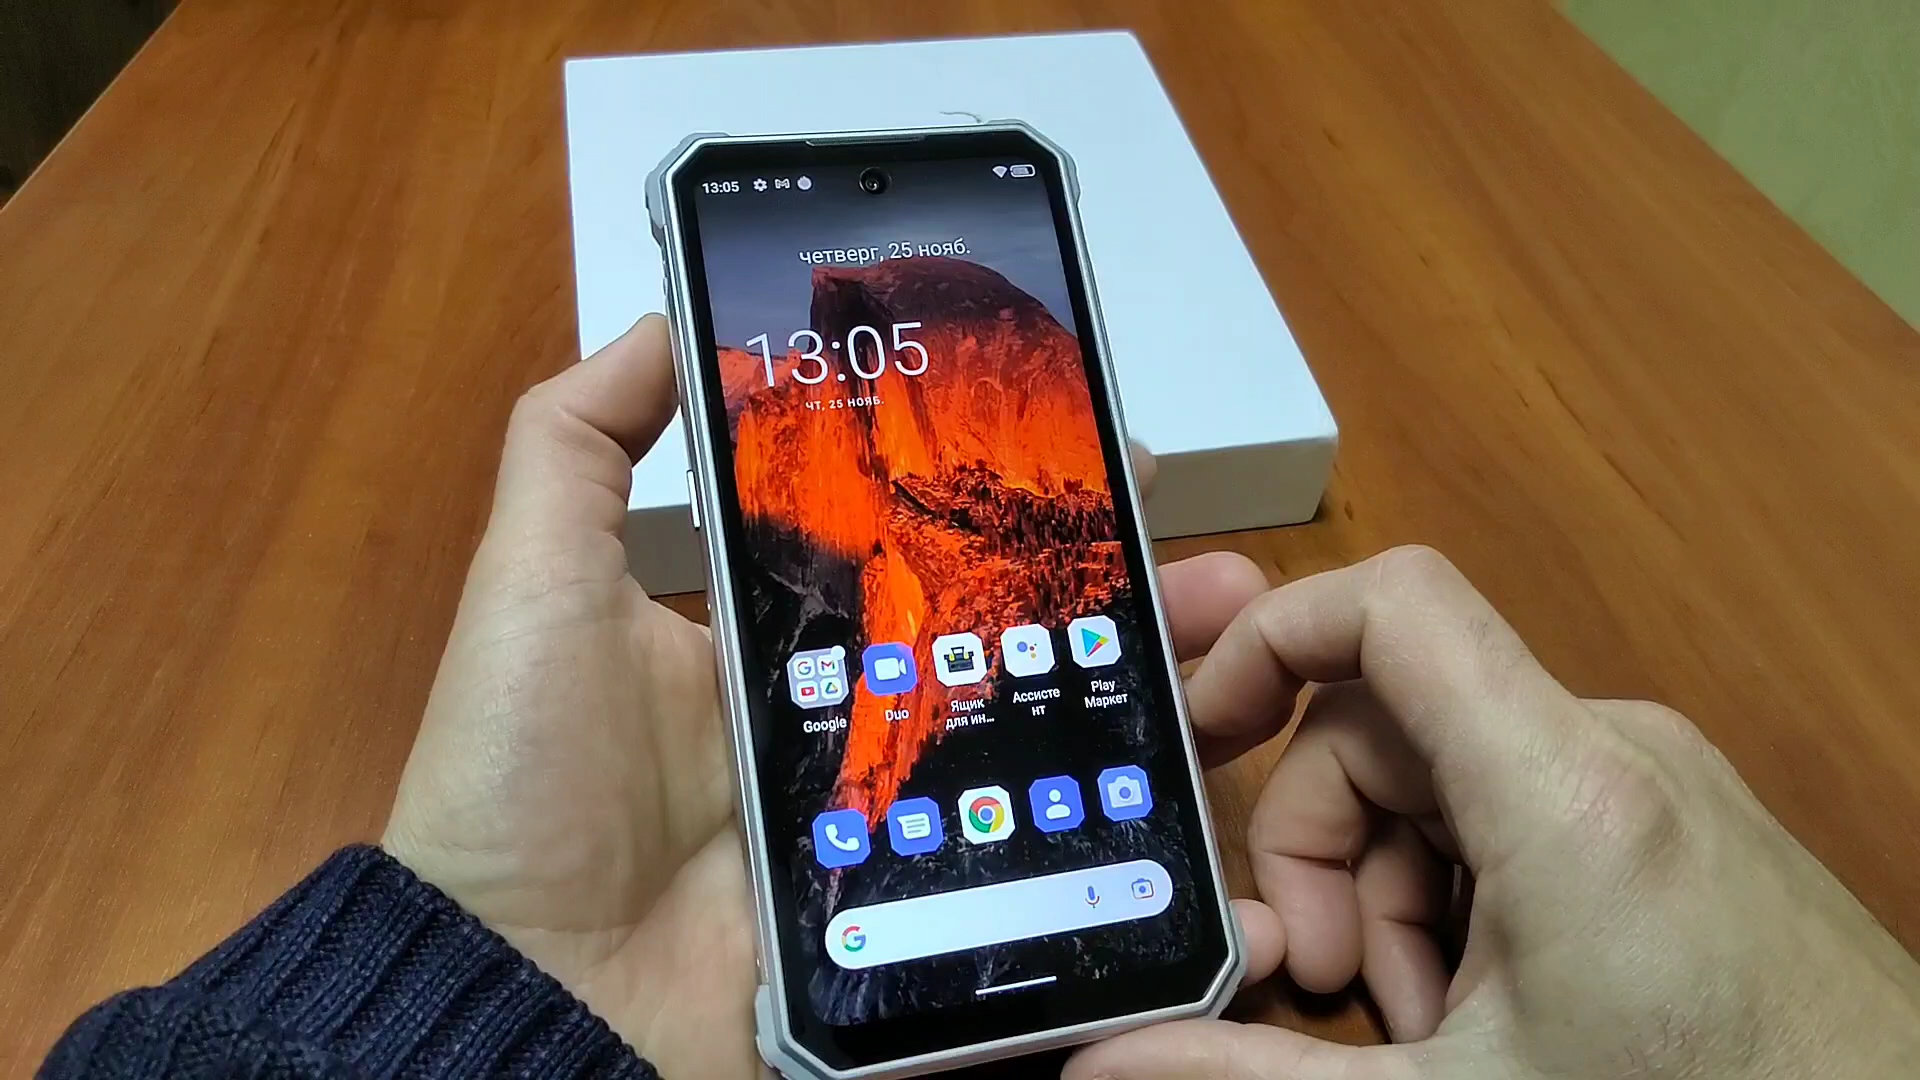 13:05
четверг, 25 нояб.
13:05
ЧТ, 25 НОЯБ.
Google
Duo
Ящик
для ин...
Ассисте
нт
Play
Маркет